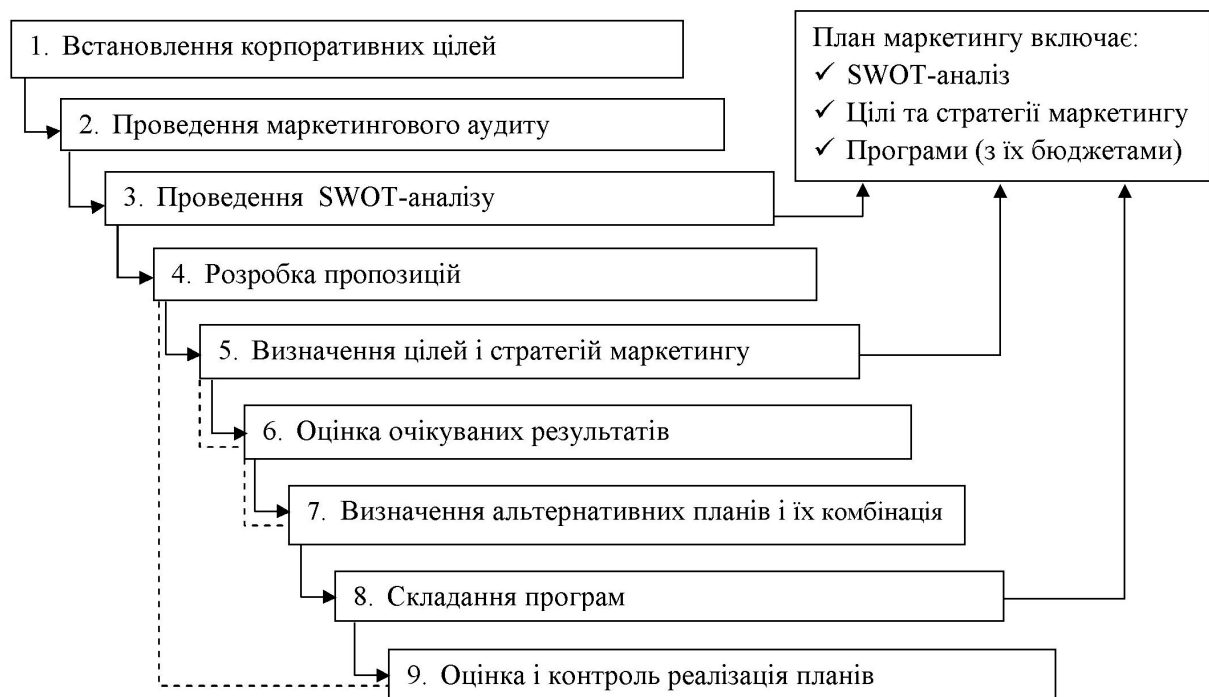 1. Встановлення корпоративних цілей
2. Проведення маркетингового аудиту
3. Проведення SWOT-аналізу
4. Розробка пропозицій
5. Визначення цілей і стратегій маркетингу
6. Оцінка очікуваних результатів
7. Визначення альтернативних планів і їх комбінація
8. Складання програм
9. Оцінка і контроль реалізація планів
План маркетингу включає:
✓ SWOT-аналіз
✓ Цілі та стратегії маркетингу
✓ Програми (з їх бюджетами)